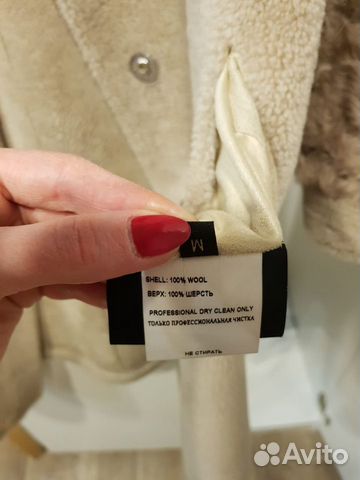 M
SHELL: 100% WOOL
ВЕРХ: 100% ШЕРСТЬ
PROFESSIONAL DRY CLEAN ONLY
ТОЛЬКО ПРОФЕССИОНАЛЬНАЯ ЧИСТКА
НЕ СТИРАТЬ
Avito